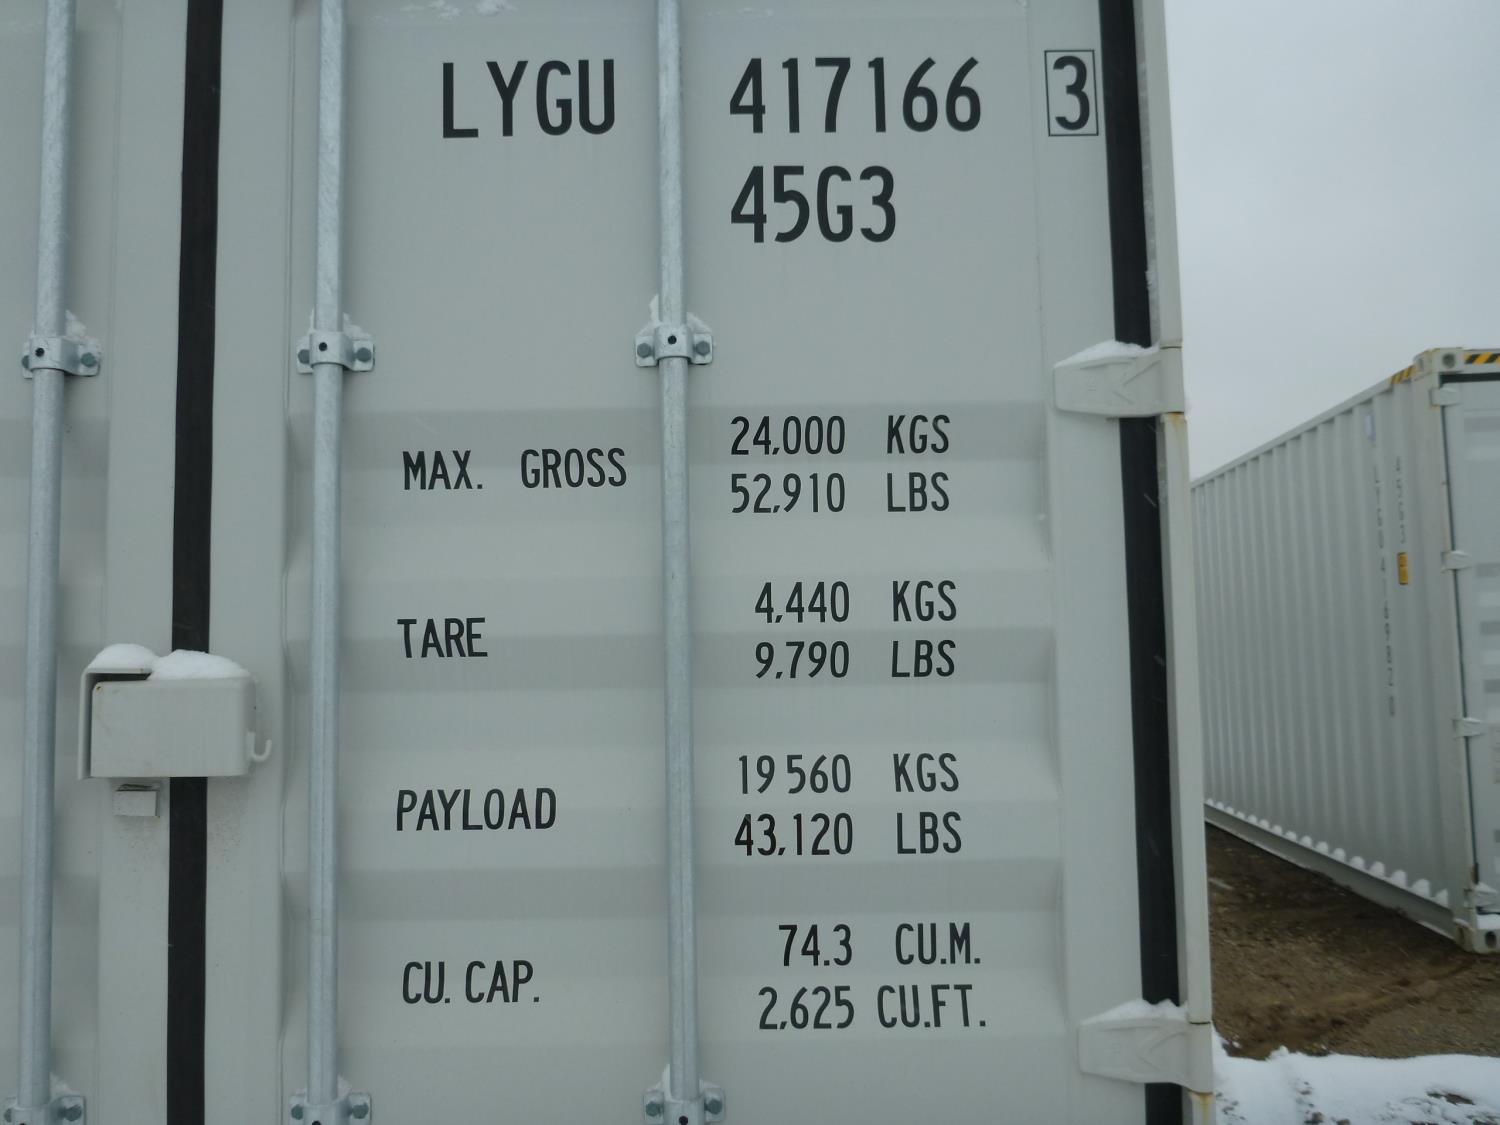 LYGU 417166 3
45G3
MAX. GROSS 24,000 KGS
52,910 LBS
TARE 4,440 KGS
9,790 LBS
PAYLOAD 19 560 KGS
43,120 LBS
CU. CAP. 74.3 CU.M.
2,625 CU.FT.
45G3